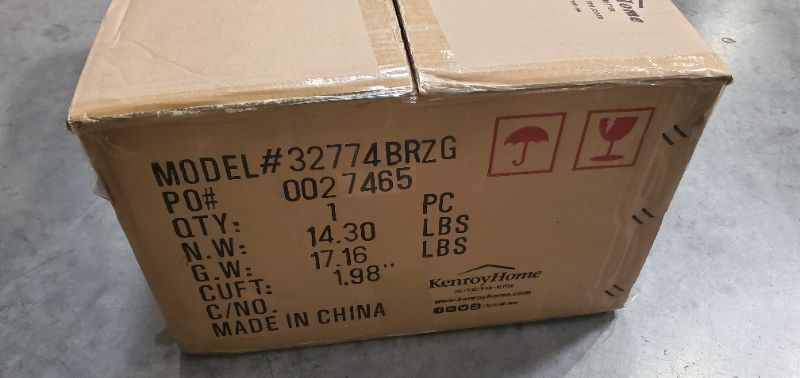 MODEL# 32774BRZG
PO# 0027465
QTY: 1 PC
N.W: 14.30 LBS
G.W: 17.16 LBS
CUFT: 1.98"
C/NO.
MADE IN CHINA
KenroyHome
www.kenroyhome.com